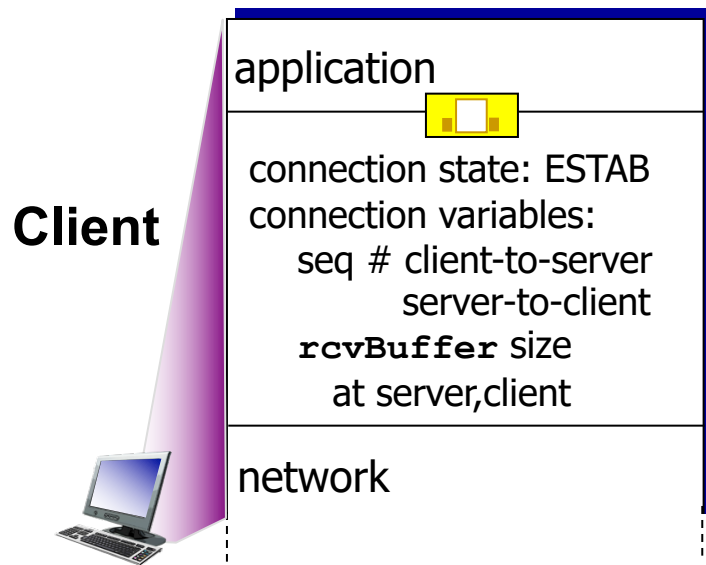 application
Client
connection state: ESTAB
connection variables:
seq # client-to-server
server-to-client
rcvBuffer size
at server,client
network